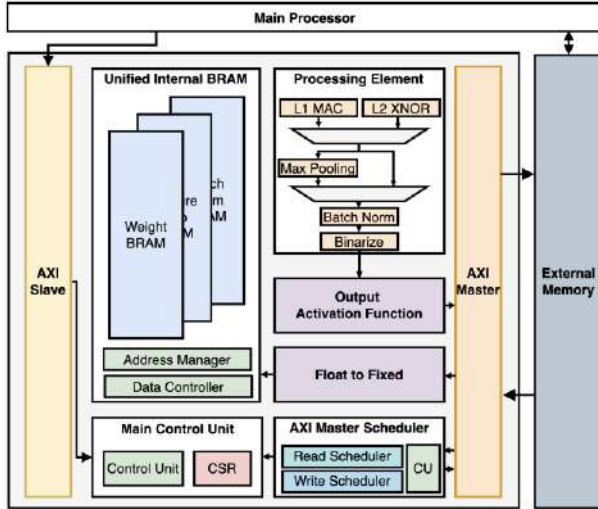 Main Processor
Unified Internal BRAM
Processing Element
L1 MAC
L2 XNOR
Max Pooling
Batch Norm
Binarize
Weight
BRAM
AXI
Slave
Output
Activation Function
AXI
Master
External
Memory
Address Manager
Data Controller
Float to Fixed
Main Control Unit
Control Unit
CSR
AXI Master Scheduler
Read Scheduler
Write Scheduler
CU